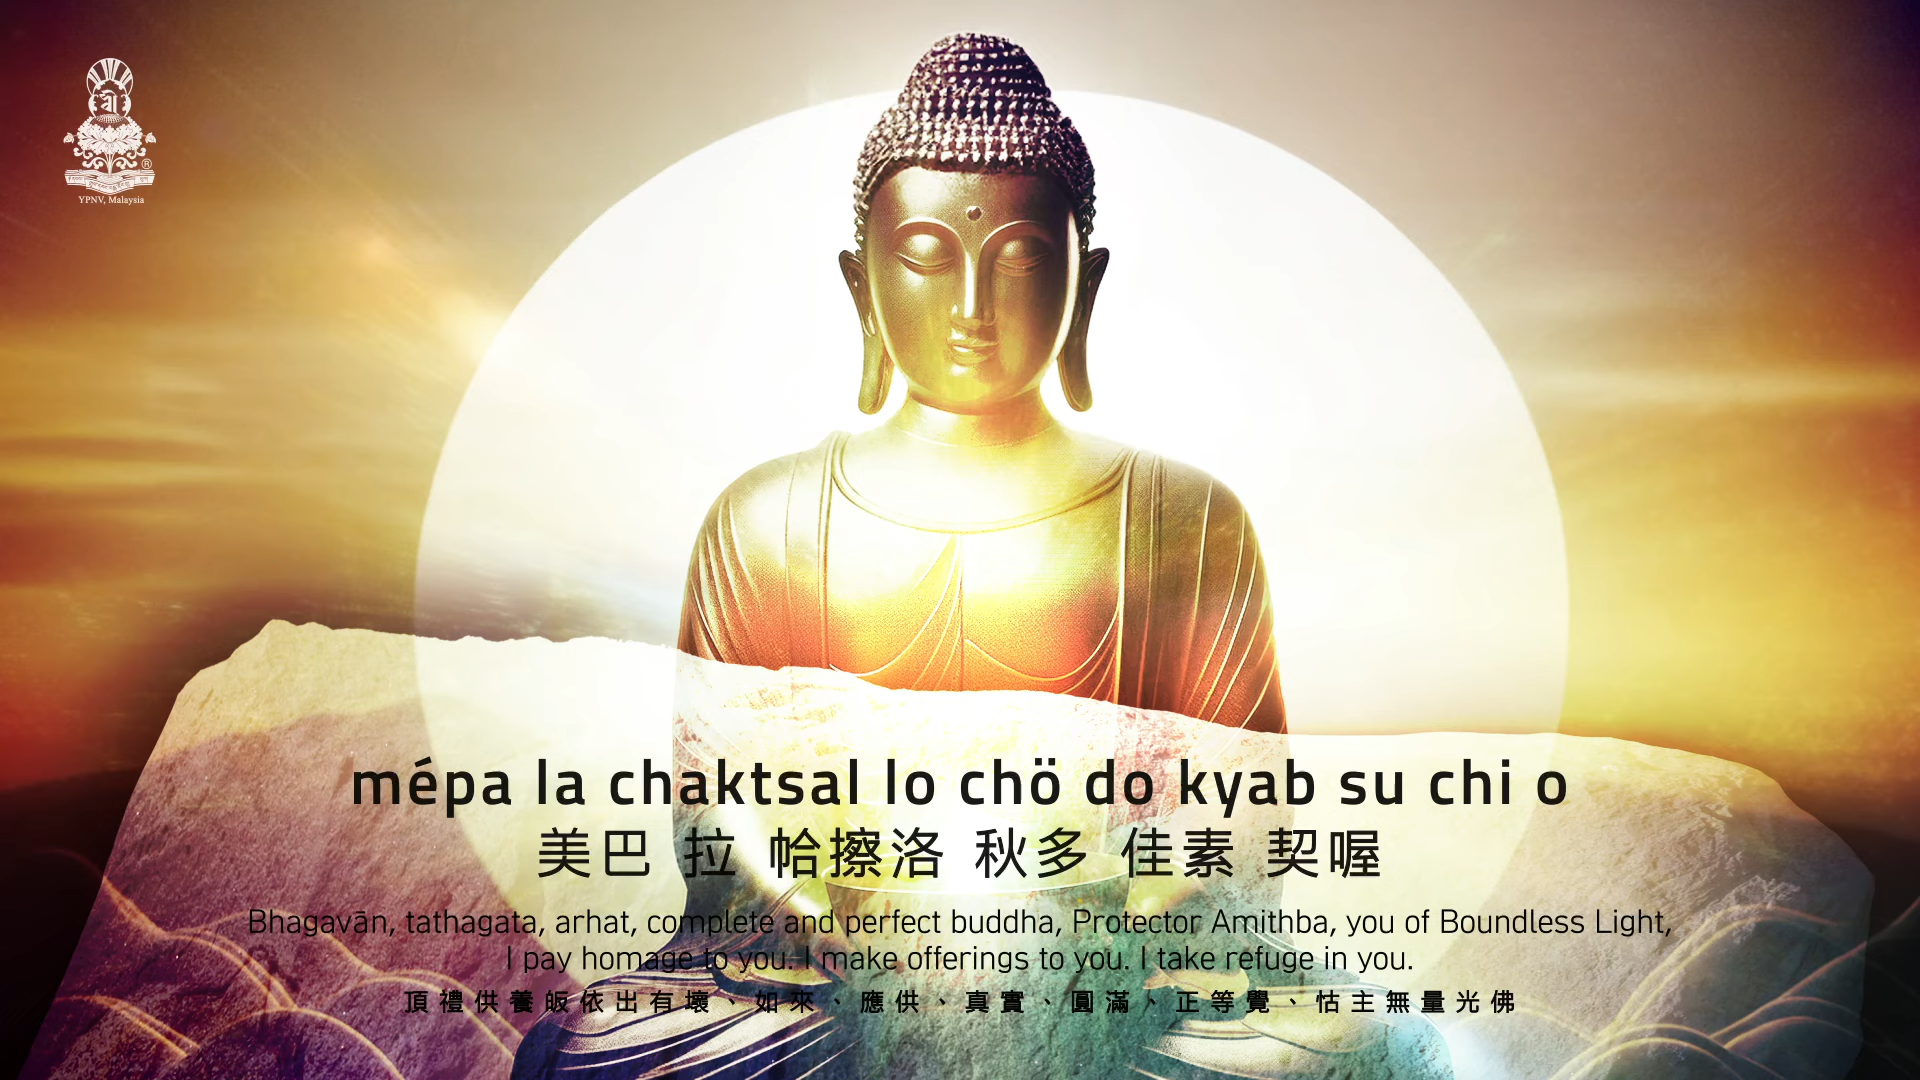 YPNV, Malaysia
mépa la chaktsal lo chö do kyab su chi o
美巴 拉 帢擦洛 秋多 佳素 契喔
Bhagavān, tathagata, arhat, complete and perfect buddha, Protector Amithba, you of Boundless Light,
I pay homage to you. I make offerings to you. I take refuge in you.
頂禮供養皈依出有壞、如來、應供、真實、圓滿、正等覺、怙主無量光佛